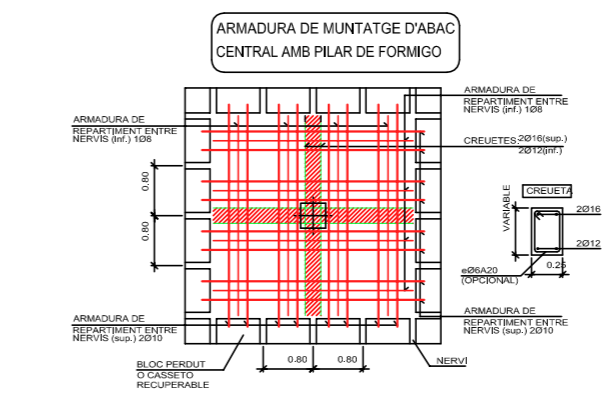 ARMADURA DE MUNTATGE D'ABAC
CENTRAL AMB PILAR DE FORMIGO
ARMADURA DE
REPARTIMENT ENTRE
NERVIS (inf.) 1Ø8
ARMADURA DE
REPARTIMENT ENTRE
NERVIS (inf.) 1Ø8
CREUETES
2Ø16(sup.)
2Ø12(inf.)
0.80
0.80
CREUETA
VARIABLE
2Ø16
2Ø12
0.25
eØ6A20
(OPCIONAL)
ARMADURA DE
REPARTIMENT ENTRE
NERVIS (sup.) 2Ø10
ARMADURA DE
REPARTIMENT ENTRE
NERVIS (sup.) 2Ø10
0.80
0.80
BLOC PERDUT
O CASSETO
RECUPERABLE
NERVI